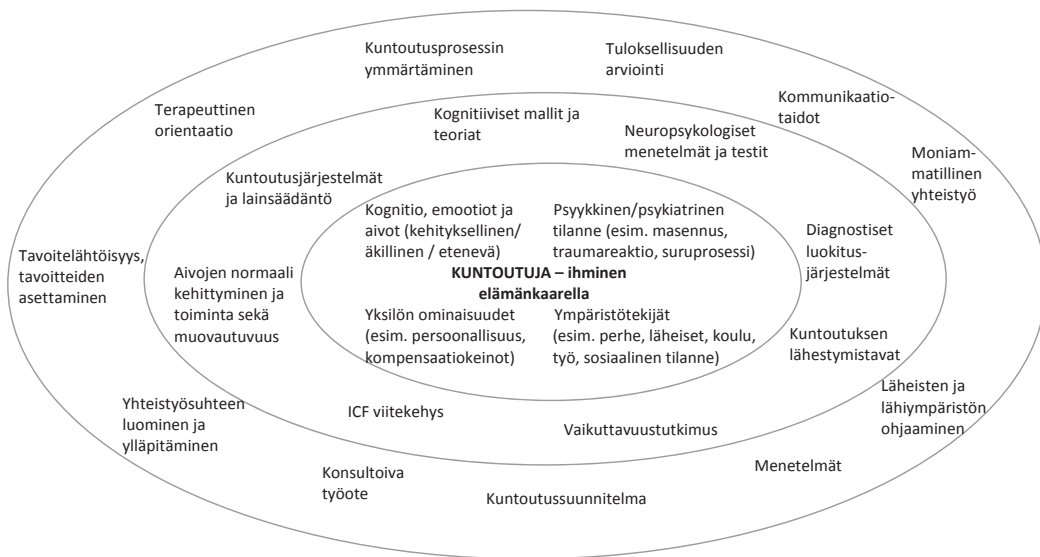 Kuntoutusprosessin
ymmärtäminen
Tuloksellisuuden
arviointi
Terapeuttinen
orientaatio
Kommunikaatio-
taidot
Moniam-
matillinen
yhteistyö
Tavoitelähtöisyys,
tavoitteiden
asettaminen
Yhteistyösuhteen
luominen ja
ylläpitäminen
Konsultoiva
työote
Kuntoutussuunnitelma
Menetelmät
Läheisten ja
lähiympäristön
ohjaaminen
Kognitiiviset mallit ja
teoriat
Neuropsykologiset
menetelmät ja testit
Kuntoutusjärjestelmät
ja lainsäädäntö
Diagnostiset
luokitus-
järjestelmät
Aivojen normaali
kehittyminen ja
toiminta sekä
muovautuvuus
Kuntoutuksen
lähestymistavat
ICF viitekehys
Vaikuttavuustutkimus
Kognitio, emootiot ja
aivot (kehityksellinen/
äkillinen / etenevä)
Psyykkinen/psykiatrinen
tilanne (esim. masennus,
traumareaktio, suruprosessi)
KUNTOUTUJA – ihminen
elämänkaarella
Yksilön ominaisuudet
(esim. persoonallisuus,
kompensaatiokeinot)
Ympäristötekijät
(esim. perhe, läheiset, koulu,
työ, sosiaalinen tilanne)